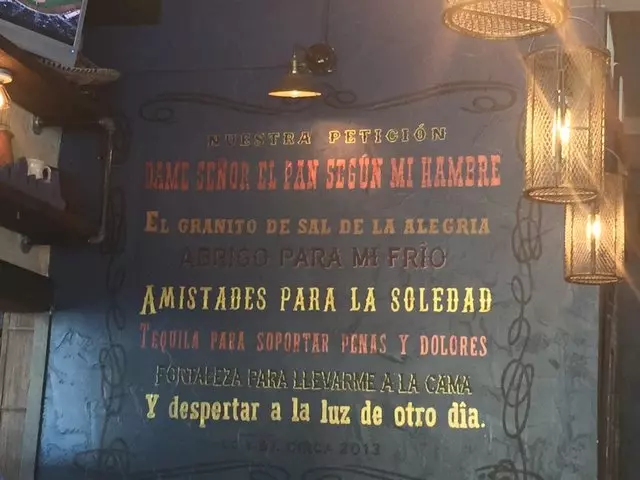 NUESTRA PETICIÓN
DAME SEÑOR EL PAN SEGÚN MI HAMBRE
EL GRANITO DE SAL DE LA ALEGRIA
ABRIGO PARA MI FRÍO
AMISTADES PARA LA SOLEDAD
TEQUILA PARA SOPORTAR PENAS Y DOLORES
FORTALEZA PARA LLEVARME A LA CAMA
Y despertar a la luz de otro día.
CIRCA 2013